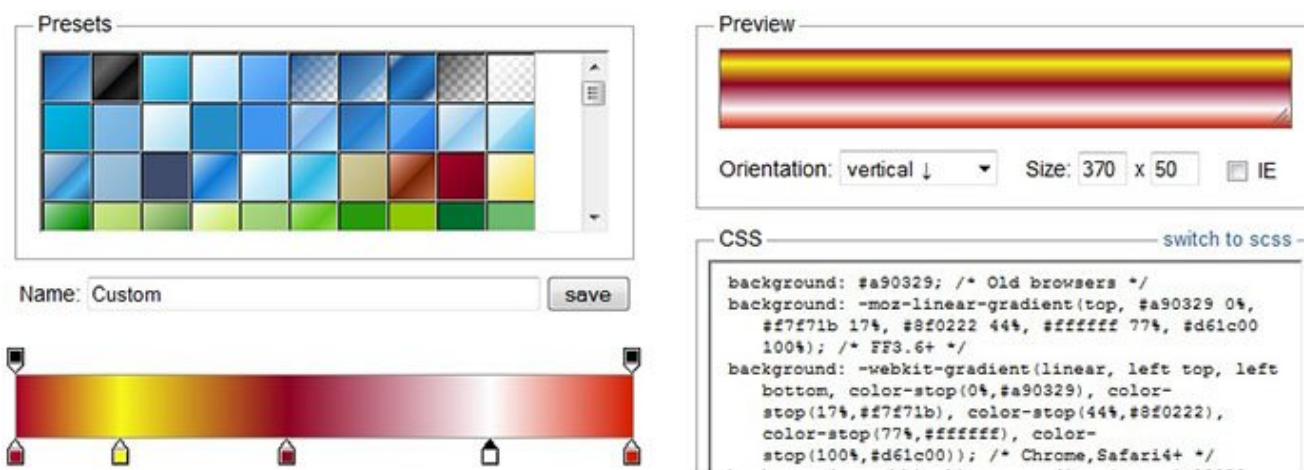 Presets
Name: Custom save
Preview
Orientation: vertical ↓ Size: 370 x 50 IE
CSS switch to scss
background: #a90329; /* Old browsers */
background: -moz-linear-gradient(top, #a90329 0%,
#f7f71b 17%, #8f0222 44%, #ffffff 77%, #d61c00
100%); /* FF3.6+ */
background: -webkit-gradient(linear, left top, left
bottom, color-stop(0%,#a90329), color-
stop(17%,#f7f71b), color-stop(44%,#8f0222),
color-stop(77%,#ffffff), color-
stop(100%,#d61c00)); /* Chrome,Safari4+ */